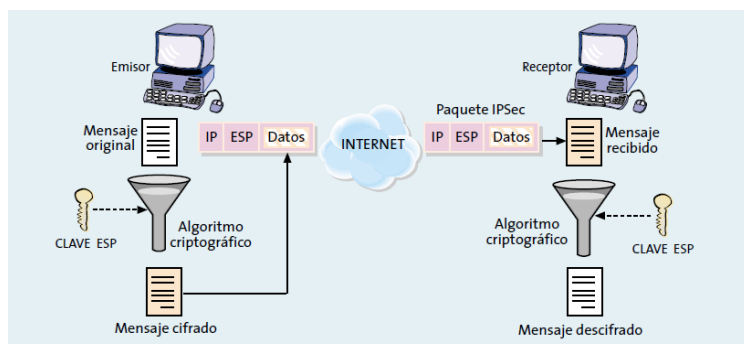 Emisor
Mensaje
original
IP ESP Datos
CLAVE ESP
Algoritmo
criptográfico
Mensaje cifrado
INTERNET
Receptor
Paquete IPSec
IP ESP Datos
Mensaje
recibido
Algoritmo
criptográfico
CLAVE ESP
Mensaje descifrado